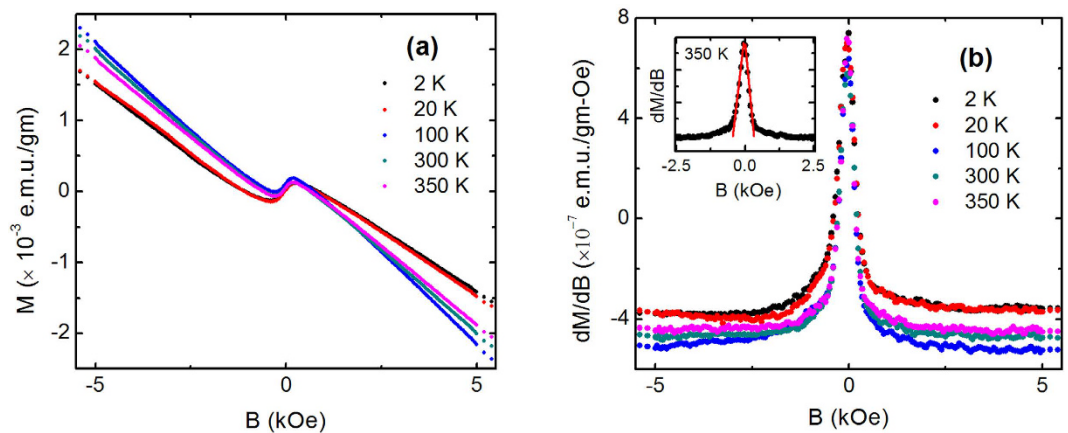 (a)
2 K
20 K
100 K
300 K
350 K
2
1
0
-1
-2
M (× 10⁻³ e.m.u./gm)
-5
0
5
B (kOe)
(b)
2 K
20 K
100 K
300 K
350 K
8
4
0
-4
dM/dB (×10⁻⁷ e.m.u./gm-Oe)
-5
0
5
B (kOe)
350 K
dM/dB
-2.5
0.0
2.5
B (kOe)